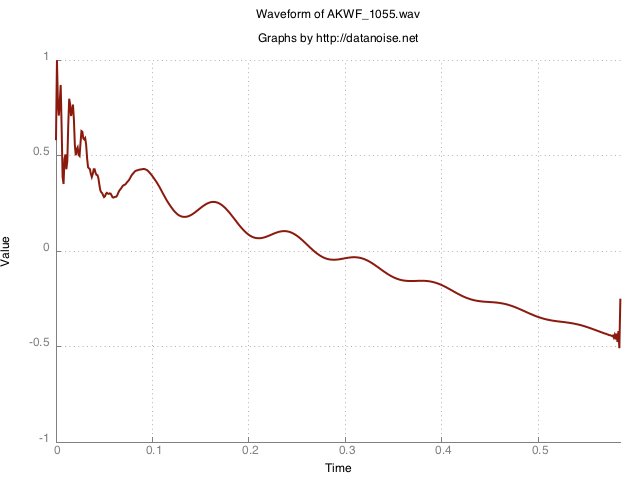 Waveform of AKWF_1055.wav
Graphs by http://datanoise.net
1
0.5
0
-0.5
-1
Value
0 0.1 0.2 0.3 0.4 0.5
Time